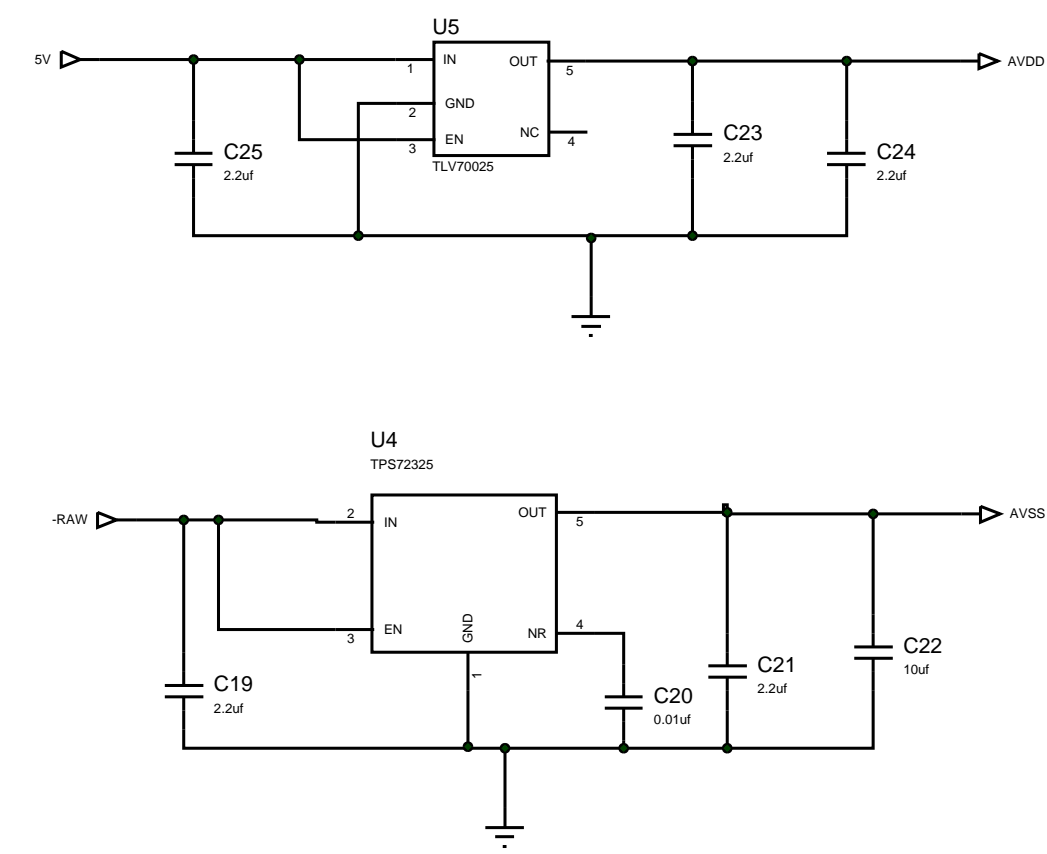 U5
5V
IN
OUT
AVDD
1
5
GND
2
C25
2.2uf
EN
NC
3
4
TLV70025
C23
2.2uf
C24
2.2uf
U4
TPS72325
-RAW
2
IN
OUT
5
AVSS
EN
3
GND
NR
4
1
C19
2.2uf
C20
0.01uf
C21
2.2uf
C22
10uf